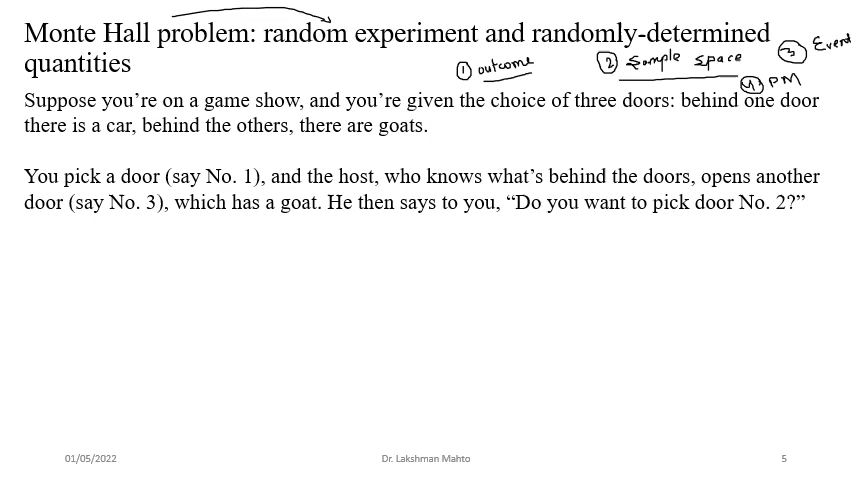 Monte Hall problem: random experiment and randomly-determined
quantities
① outcome
② Sample space
③ Event
④ PM
Suppose you’re on a game show, and you’re given the choice of three doors: behind one door
there is a car, behind the others, there are goats.
You pick a door (say No. 1), and the host, who knows what’s behind the doors, opens another
door (say No. 3), which has a goat. He then says to you, “Do you want to pick door No. 2?”
01/05/2022
Dr. Lakshman Mahto
5